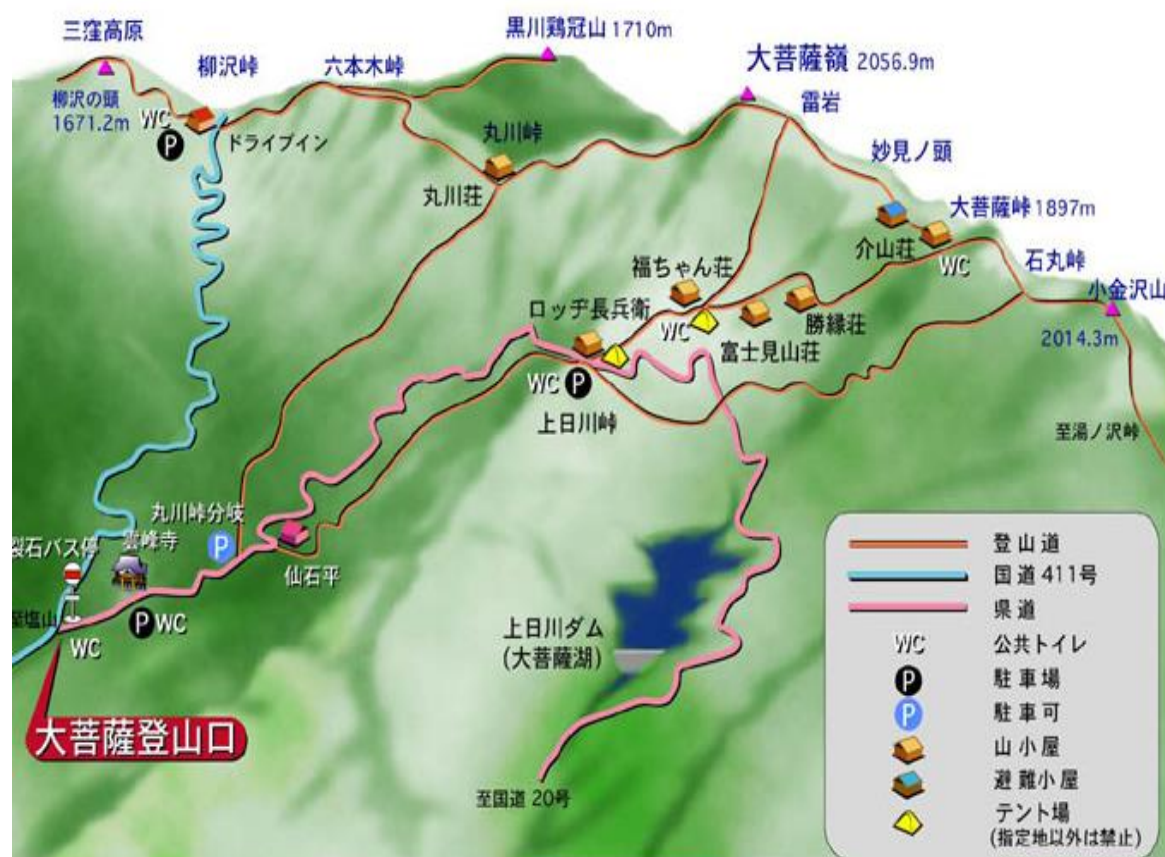 三窪高原
黒川鶏冠山 1710m
柳沢峠
六本木峠
大菩薩嶺 2056.9m
柳沢の頭
1671.2m
WC
P
ドライブイン
雷岩
丸川峠
妙見ノ頭
丸川荘
大菩薩峠 1897m
介山荘
WC
石丸峠
福ちゃん荘
小金沢山
ロッヂ長兵衛
WC
勝縁荘
富士見山荘
2014.3m
WC P
上日川峠
至湯ノ沢峠
丸川峠分岐
裂石バス停
雲峰寺
P
仙石平
至塩山
P WC
WC
上日川ダム
(大菩薩湖)
大菩薩登山口
至国道 20号
登山道
国道 411号
県道
WC 公共トイレ
P 駐車場
P 駐車可
山小屋
避難小屋
テント場
(指定地以外は禁止)